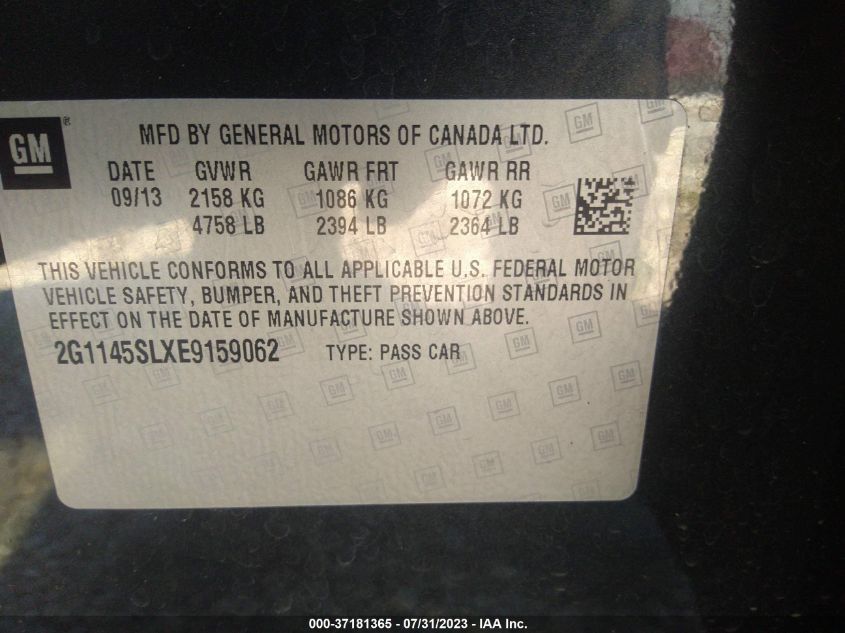 GM ®
MFD BY GENERAL MOTORS OF CANADA LTD.
DATE GVWR GAWR FRT GAWR RR
09/13 2158 KG 1086 KG 1072 KG
4758 LB 2394 LB 2364 LB
THIS VEHICLE CONFORMS TO ALL APPLICABLE U.S. FEDERAL MOTOR
VEHICLE SAFETY, BUMPER, AND THEFT PREVENTION STANDARDS IN
EFFECT ON THE DATE OF MANUFACTURE SHOWN ABOVE.
2G1145SLXE9159062 TYPE: PASS CAR
000-37181365 - 07/31/2023 - IAA Inc.